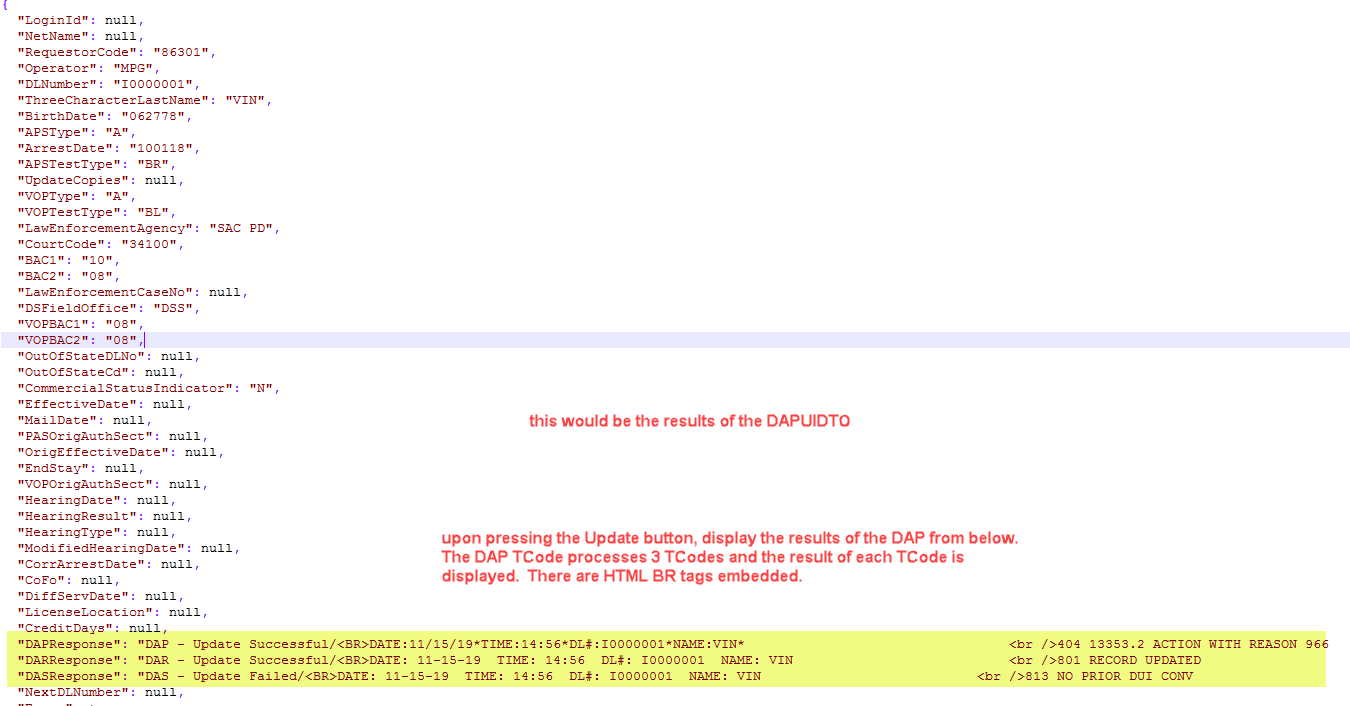 {
"LoginId": null,
"NetName": null,
"RequestorCode": "86301",
"Operator": "MPG",
"DLNumber": "I0000001",
"ThreeCharacterLastName": "VIN",
"BirthDate": "062778",
"APSType": "A",
"ArrestDate": "100118",
"APSTestType": "BR",
"UpdateCopies": null,
"VOPType": "A",
"VOPTestType": "BL",
"LawEnforcementAgency": "SAC PD",
"CourtCode": "34100",
"BAC1": "10",
"BAC2": "08",
"LawEnforcementCaseNo": null,
"DSFieldOffice": "DSS",
"VOPBAC1": "08",
"VOPBAC2": "08",
"OutOfStateDLNo": null,
"OutOfStateCd": null,
"CommercialStatusIndicator": "N",
"EffectiveDate": null,
"MailDate": null,
this would be the results of the DAPUIDTO
"PASOrigAuthSect": null,
"OrigEffectiveDate": null,
"EndStay": null,
"VOPOrigAuthSect": null,
"HearingDate": null,
"HearingResult": null,
"HearingType": null,
"ModifiedHearingDate": null,
"CorrArrestDate": null,
"CoFo": null,
"DiffServDate": null,
"LicenseLocation": null,
"CreditDays": null,
upon pressing the Update button, display the results of the DAP from below.
The DAP TCode processes 3 TCodes and the result of each TCode is
displayed. There are HTML BR tags embedded.
"DAPResponse": "DAP - Update Successful/<BR>DATE:11/15/19*TIME:14:56*DL#:I0000001*NAME:VIN* <br />404 13353.2 ACTION WITH REASON 966
"DARResponse": "DAR - Update Successful/<BR>DATE: 11-15-19 TIME: 14:56 DL#: I0000001 NAME: VIN <br />801 RECORD UPDATED
"DASResponse": "DAS - Update Failed/<BR>DATE: 11-15-19 TIME: 14:56 DL#: I0000001 NAME: VIN <br />813 NO PRIOR DUI CONV
"NextDLNumber": null,